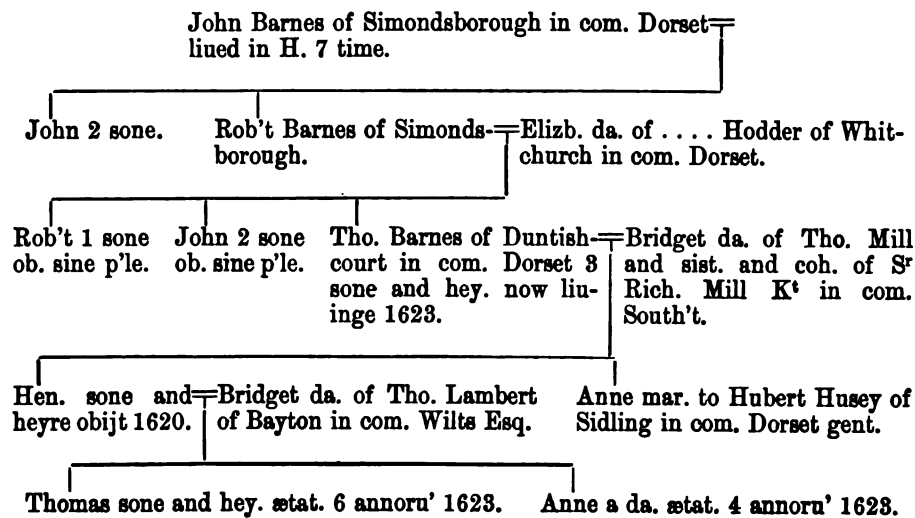 John Barnes of Simondsborough in com. Dorset
liued in H. 7 time.
John 2 sone.
Rob't Barnes of Simonds-
borough.
Elizb. da. of .... Hodder of Whit-
church in com. Dorset.
Rob't 1 sone
ob. sine p'le.
John 2 sone
ob. sine p'le.
Tho. Barnes of Duntish-
court in com. Dorset 3
sone and hey. now liu-
inge 1623.
Bridget da. of Tho. Mill
and sist. and coh. of Sʳ
Rich. Mill Kᵗ in com.
South't.
Hen. sone and
heyre obijt 1620.
Bridget da. of Tho. Lambert
of Bayton in com. Wilts Esq.
Anne mar. to Hubert Husey of
Sidling in com. Dorset gent.
Thomas sone and hey. ætat. 6 annoru' 1623.
Anne a da. ætat. 4 annoru' 1623.